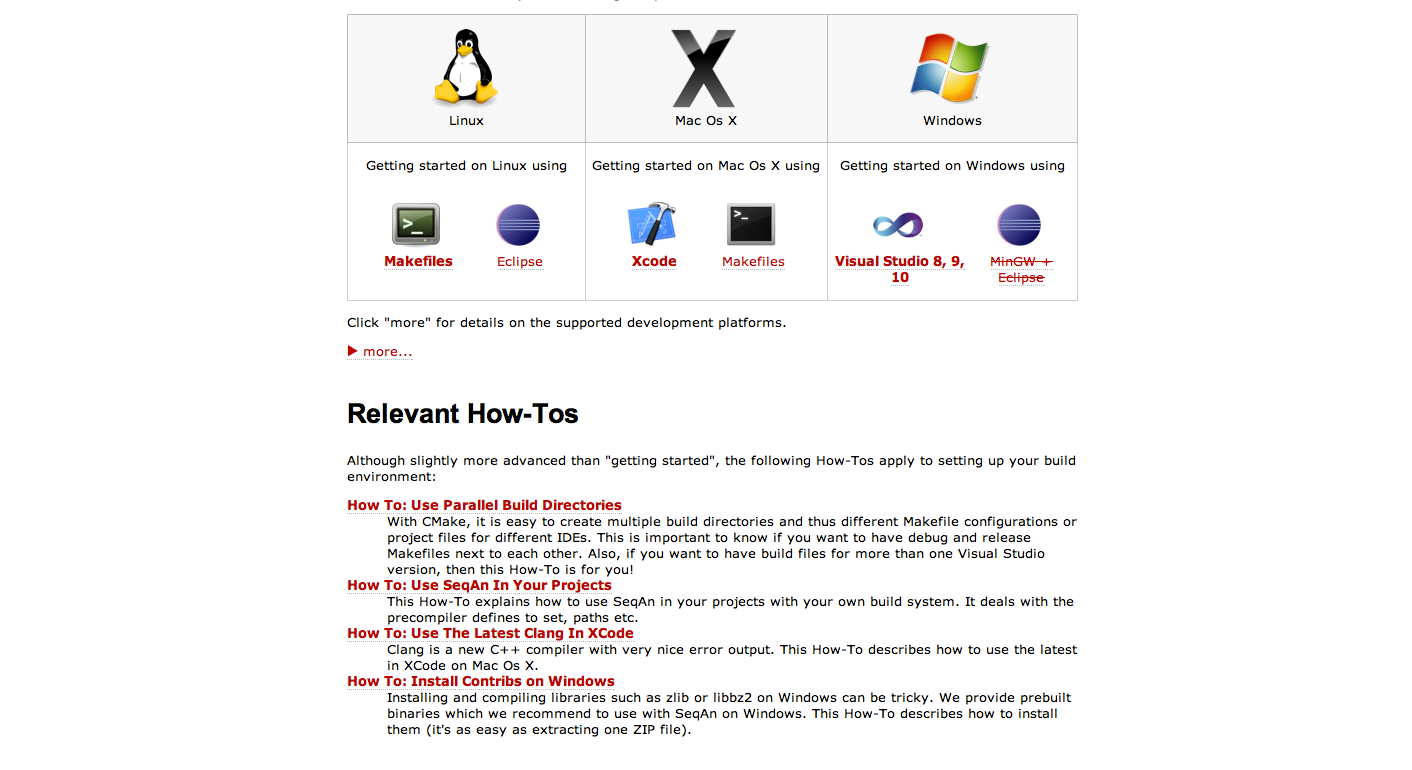 Linux
Mac Os X
Windows
Getting started on Linux using
Getting started on Mac Os X using
Getting started on Windows using
>_
Makefiles
Eclipse
Xcode
>_
Makefiles
Visual Studio 8, 9,
10
MinGW +
Eclipse
Click "more" for details on the supported development platforms.
more...
Relevant How-Tos
Although slightly more advanced than "getting started", the following How-Tos apply to setting up your build
environment:
How To: Use Parallel Build Directories
With CMake, it is easy to create multiple build directories and thus different Makefile configurations or
project files for different IDEs. This is important to know if you want to have debug and release
Makefiles next to each other. Also, if you want to have build files for more than one Visual Studio
version, then this How-To is for you!
How To: Use SeqAn In Your Projects
This How-To explains how to use SeqAn in your projects with your own build system. It deals with the
precompiler defines to set, paths etc.
How To: Use The Latest Clang In XCode
Clang is a new C++ compiler with very nice error output. This How-To describes how to use the latest
in XCode on Mac Os X.
How To: Install Contribs on Windows
Installing and compiling libraries such as zlib or libbz2 on Windows can be tricky. We provide prebuilt
binaries which we recommend to use with SeqAn on Windows. This How-To describes how to install
them (it's as easy as extracting one ZIP file).